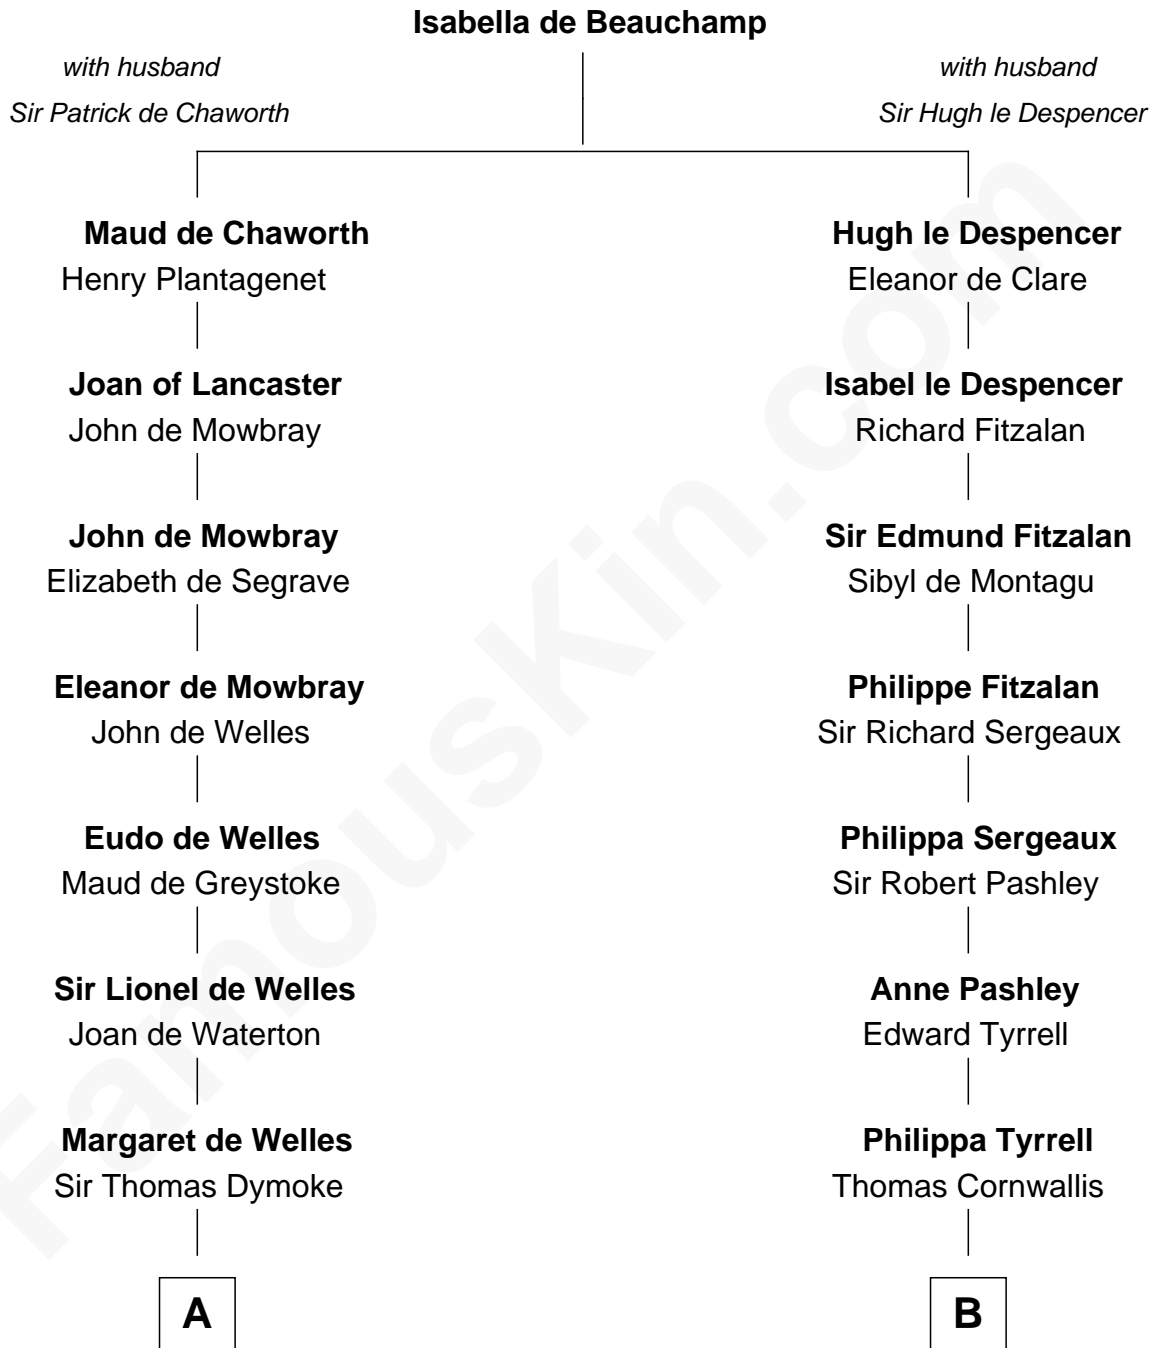 Isabella de Beauchamp
with husband
Sir Patrick de Chaworth
with husband
Sir Hugh le Despencer
Maud de Chaworth
Henry Plantagenet
Hugh le Despencer
Eleanor de Clare
Joan of Lancaster
John de Mowbray
Isabel le Despencer
Richard Fitzalan
John de Mowbray
Elizabeth de Segrave
Sir Edmund Fitzalan
Sibyl de Montagu
Eleanor de Mowbray
John de Welles
Philippe Fitzalan
Sir Richard Sergeaux
Eudo de Welles
Maud de Greystoke
Philippa Sergeaux
Sir Robert Pashley
Sir Lionel de Welles
Joan de Waterton
Anne Pashley
Edward Tyrrell
Margaret de Welles
Sir Thomas Dymoke
Philippa Tyrrell
Thomas Cornwallis
A
B
FamousKin.com